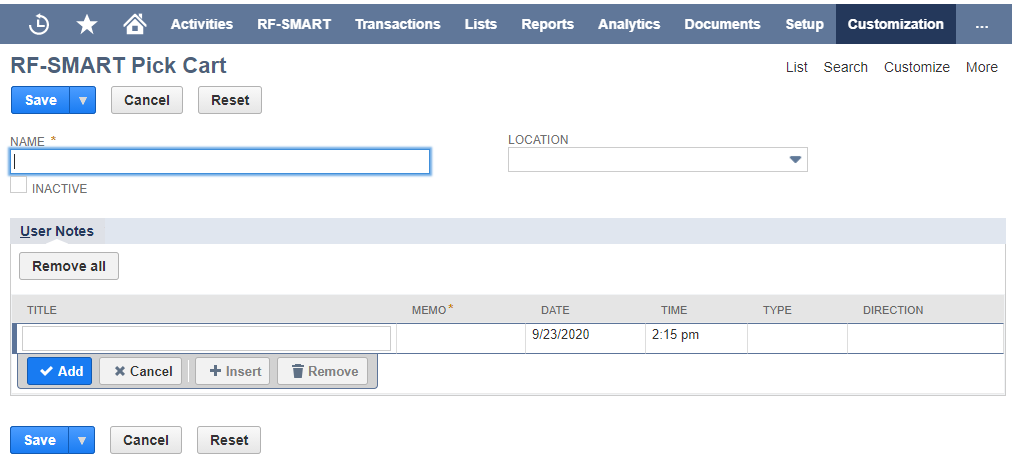 Activities RF-SMART Transactions Lists Reports Analytics Documents Setup Customization ...
RF-SMART Pick Cart
List Search Customize More
Save Cancel Reset
NAME *
LOCATION
INACTIVE
User Notes
Remove all
TITLE MEMO * DATE TIME TYPE DIRECTION
9/23/2020 2:15 pm
Add Cancel Insert Remove
Save Cancel Reset